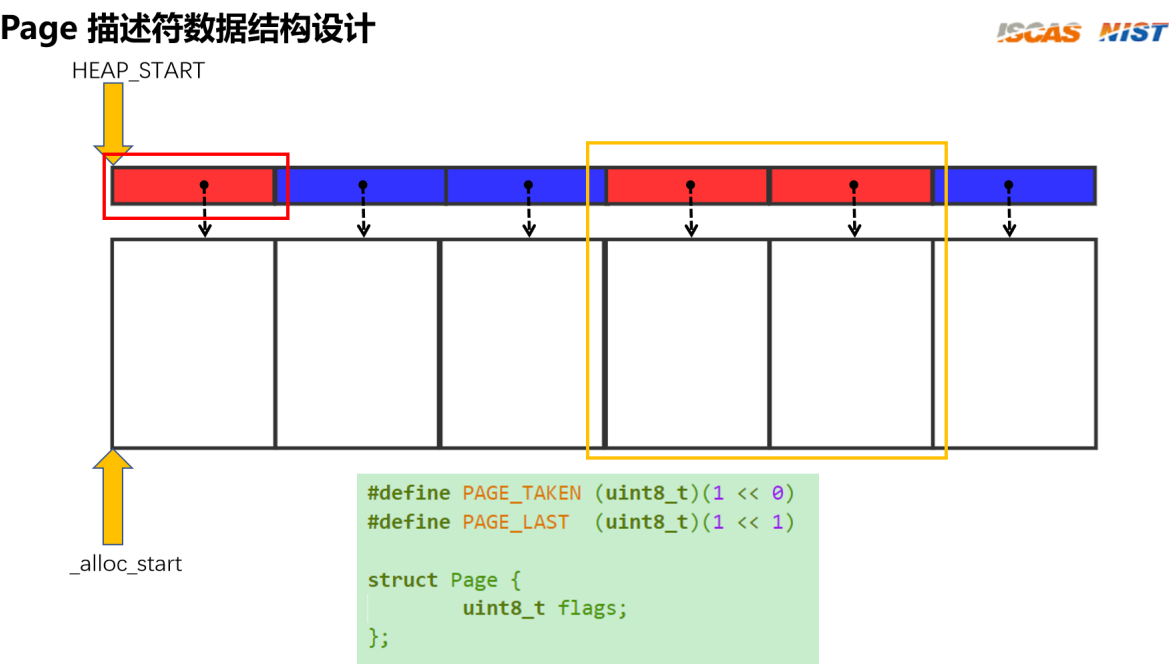 Page 描述符数据结构设计
ISCAS NIST
HEAP_START
_alloc_start
#define PAGE_TAKEN (uint8_t)(1 << 0)
#define PAGE_LAST  (uint8_t)(1 << 1)
struct Page {
        uint8_t flags;
};